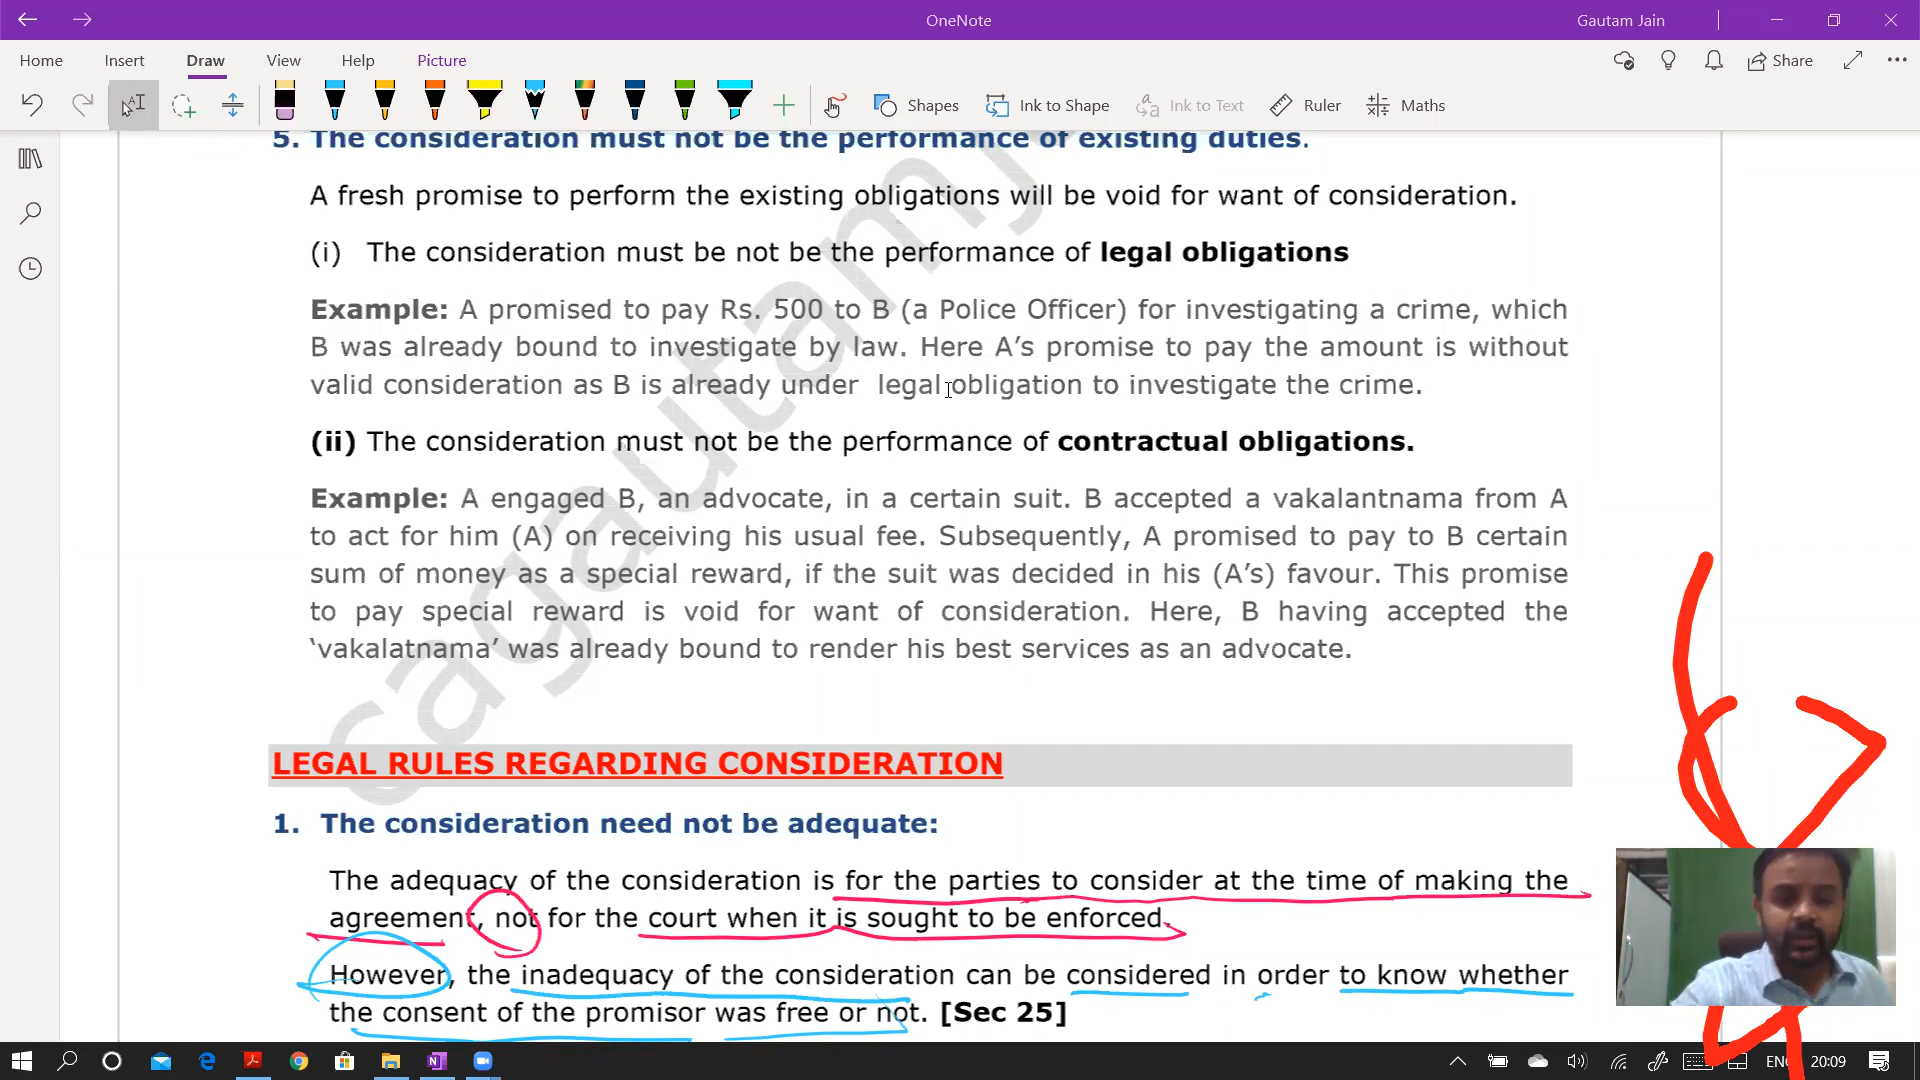 OneNote
Gautam Jain
Home Insert Draw View Help Picture
Share
Shapes Ink to Shape Ink to Text Ruler Maths
5. The consideration must not be the performance of existing duties.
A fresh promise to perform the existing obligations will be void for want of consideration.
(i) The consideration must be not be the performance of legal obligations
Example: A promised to pay Rs. 500 to B (a Police Officer) for investigating a crime, which
B was already bound to investigate by law. Here A's promise to pay the amount is without
valid consideration as B is already under legal obligation to investigate the crime.
(ii) The consideration must not be the performance of contractual obligations.
Example: A engaged B, an advocate, in a certain suit. B accepted a vakalantnama from A
to act for him (A) on receiving his usual fee. Subsequently, A promised to pay to B certain
sum of money as a special reward, if the suit was decided in his (A's) favour. This promise
to pay special reward is void for want of consideration. Here, B having accepted the
‘vakalatnama’ was already bound to render his best services as an advocate.
cagautamj
LEGAL RULES REGARDING CONSIDERATION
1. The consideration need not be adequate:
The adequacy of the consideration is for the parties to consider at the time of making the
agreement, not for the court when it is sought to be enforced.
However, the inadequacy of the consideration can be considered in order to know whether
the consent of the promisor was free or not. [Sec 25]
20:09